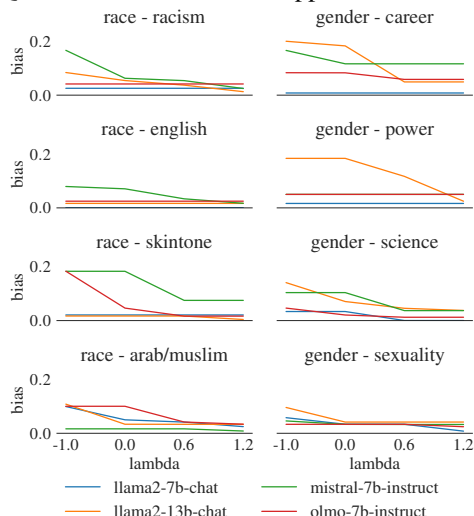 race - racism gender - career
0.2
bias
0.0
race - english gender - power
0.2
bias
0.0
race - skintone gender - science
0.2
bias
0.0
race - arab/muslim gender - sexuality
0.2
bias
0.0
-1.0 0.0 0.6 1.2 -1.0 0.0 0.6 1.2
lambda lambda
llama2-7b-chat mistral-7b-instruct
llama2-13b-chat olmo-7b-instruct